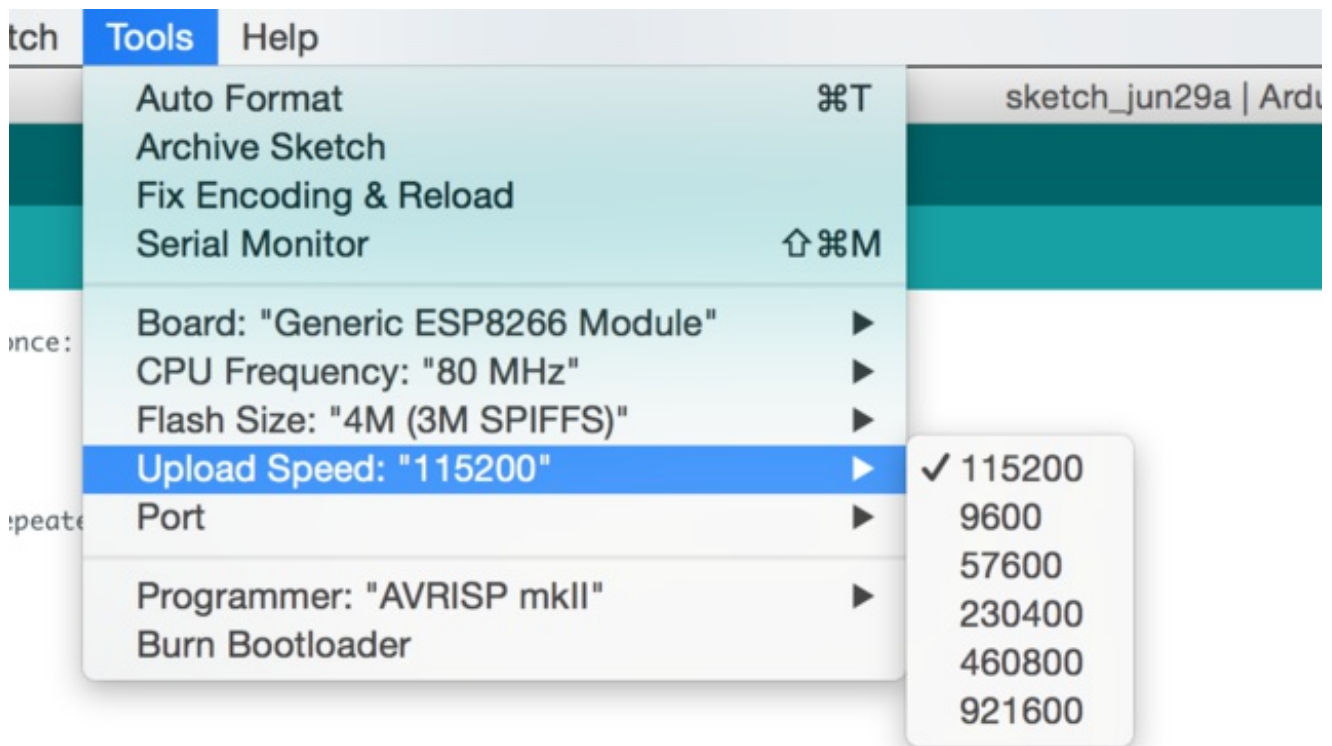 tch Tools Help
sketch_jun29a | Ardu
Auto Format ⌘T
Archive Sketch
Fix Encoding & Reload
Serial Monitor ⇧⌘M
once:
Board: "Generic ESP8266 Module" ▶
CPU Frequency: "80 MHz" ▶
Flash Size: "4M (3M SPIFFS)" ▶
Upload Speed: "115200" ▶
epeate
Port ▶
Programmer: "AVRISP mkII" ▶
Burn Bootloader
✓ 115200
9600
57600
230400
460800
921600